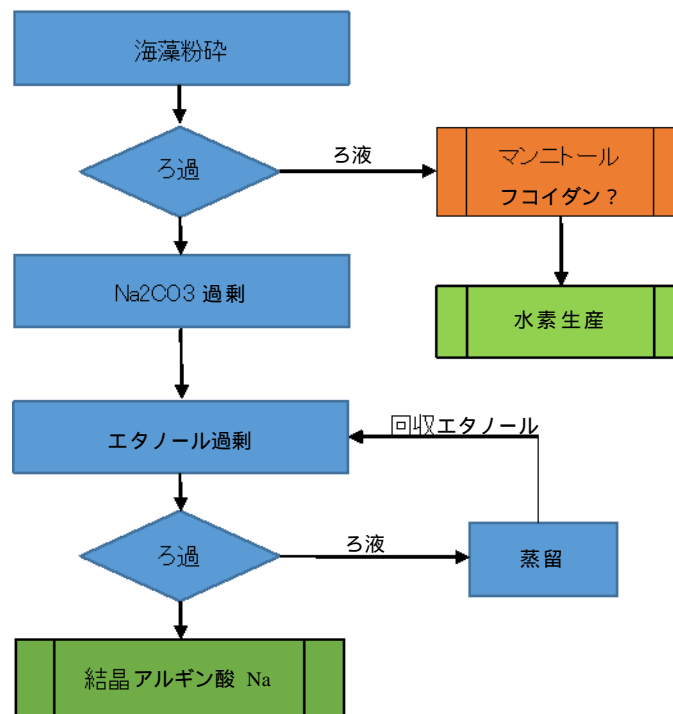 海藻粉砕
ろ過
ろ液
マンニトール
フコイダン？
Na2CO3 過剰
水素生産
エタノール過剰
回収エタノール
ろ過
ろ液
蒸留
結晶アルギン酸 Na